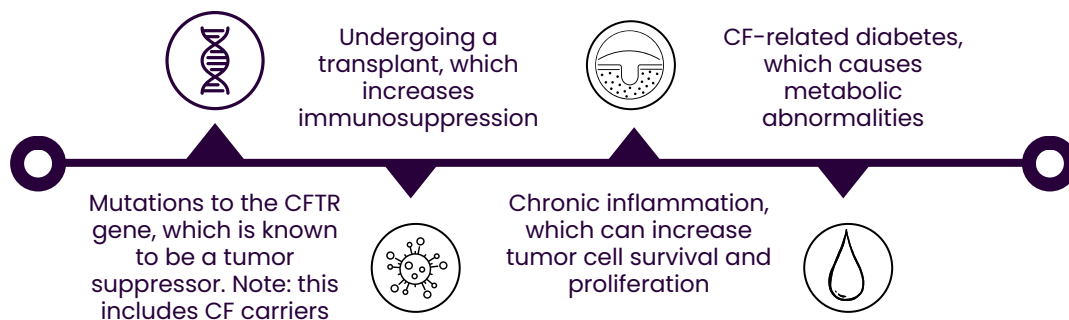 Undergoing a
transplant, which
increases
immunosuppression
CF-related diabetes,
which causes
metabolic
abnormalities
Mutations to the CFTR
gene, which is known
to be a tumor
suppressor. Note: this
includes CF carriers
Chronic inflammation,
which can increase
tumor cell survival and
proliferation